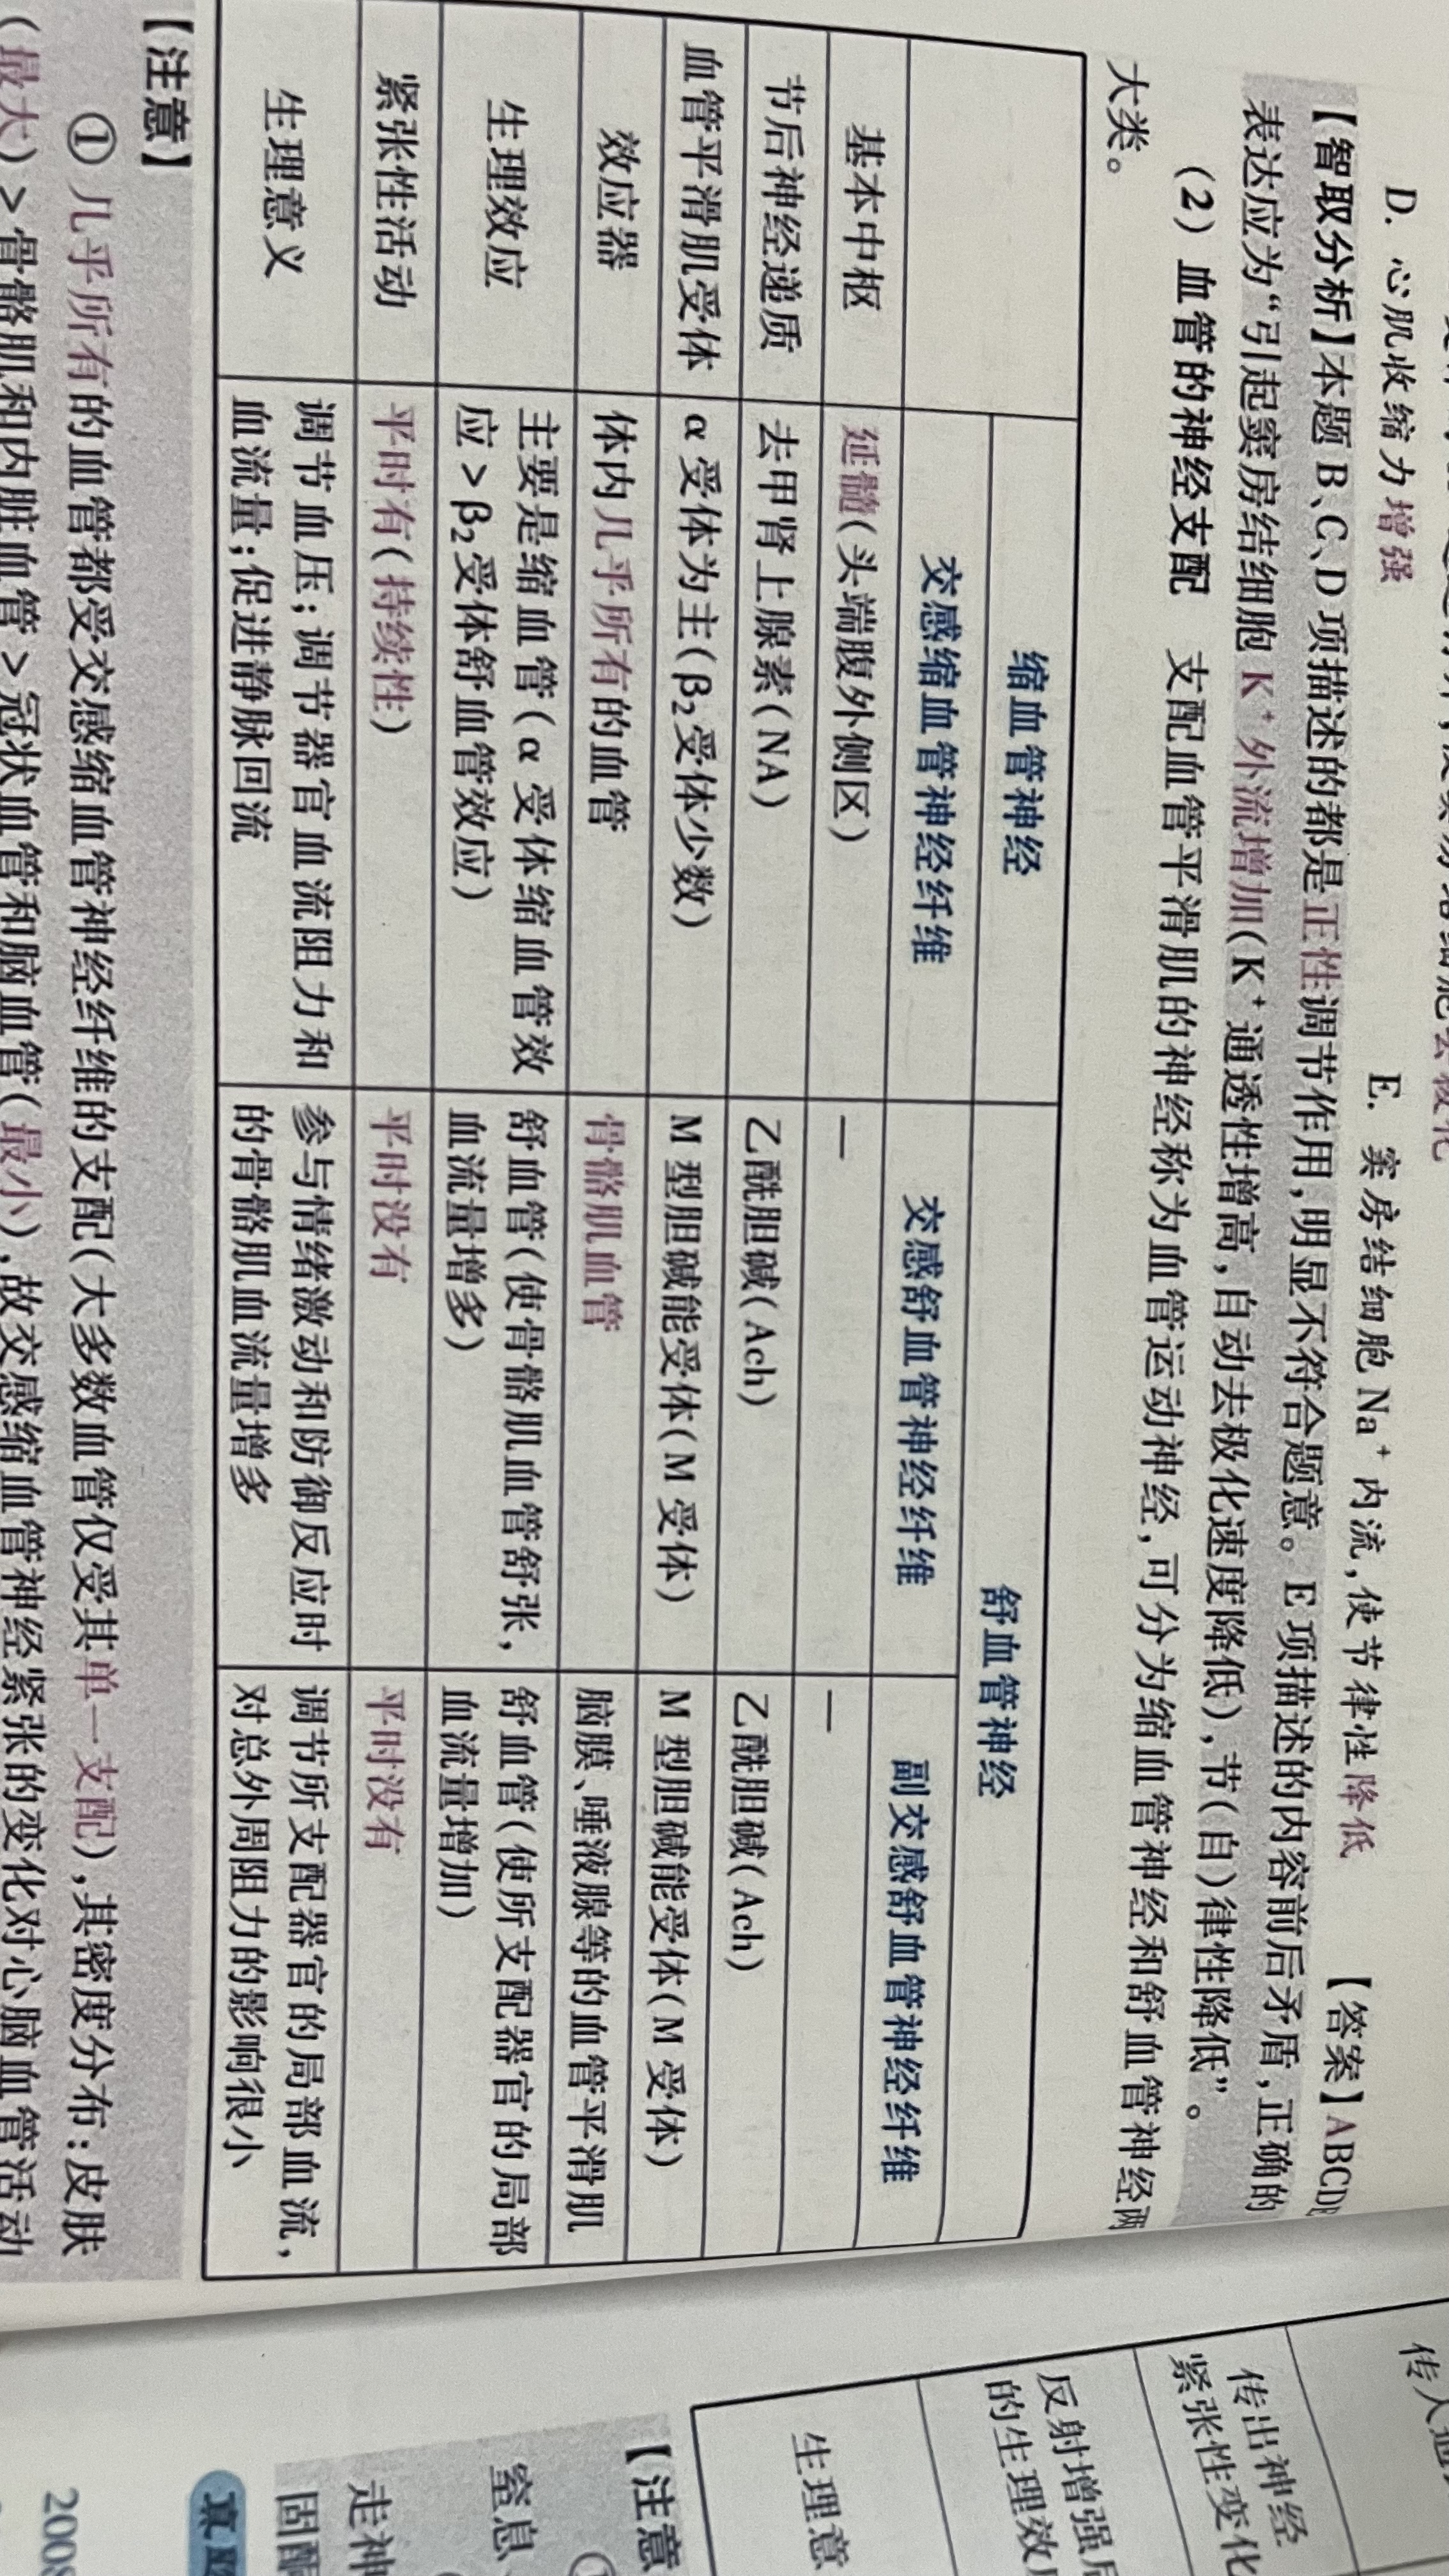 D. 心肌收缩力增强 E. 窦房结细胞 Na⁺ 内流,使节律性降低
【答案】ABCDE
【智取分析】本题 B、C、D 项描述的都是正性调节作用,明显不符合题意。E 项描述的内容前后矛盾,正确的
表达应为“引起窦房结细胞 K⁺ 外流增加(K⁺ 通透性增高,自动去极化速度降低),节(自)律性降低”。
(2)血管的神经支配 支配血管平滑肌的神经称为血管运动神经,可分为缩血管神经和舒血管神经两
大类。
缩血管神经 舒血管神经
交感缩血管神经纤维 交感舒血管神经纤维 副交感舒血管神经纤维
基本中枢 延髓(头端腹外侧区) — —
节后神经递质 去甲肾上腺素(NA) 乙酰胆碱(Ach) 乙酰胆碱(Ach)
血管平滑肌受体 α 受体为主(β₂受体少数) M 型胆碱能受体(M 受体) M 型胆碱能受体(M 受体)
效应器 体内几乎所有的血管 骨骼肌血管 脑膜、唾液腺等的血管平滑肌
生理效应 主要是缩血管(α 受体缩血管效
应>β₂受体舒血管效应) 舒血管(使骨骼肌血管舒张,
血流量增多) 舒血管(使所支配器官的局部
血流量增加)
紧张性活动 平时有(持续性) 平时没有 平时没有
生理意义 调节血压;调节器官血流阻力和
血流量;促进静脉回流 参与情绪激动和防御反应时
的骨骼肌血流量增多 调节所支配器官的局部血流,
对总外周阻力的影响很小
【注意】
① 几乎所有的血管都受交感缩血管神经纤维的支配(大多数血管仅受其单一支配),其密度分布:皮肤
(最大)>骨骼肌和内脏血管>冠状血管和脑血管(最小),故交感缩血管神经紧张的变化对心脑血管活动
传出神经
紧张性变化
反射增强后
的生理效
生理意
【注意
窒息
走神
固酮
2008